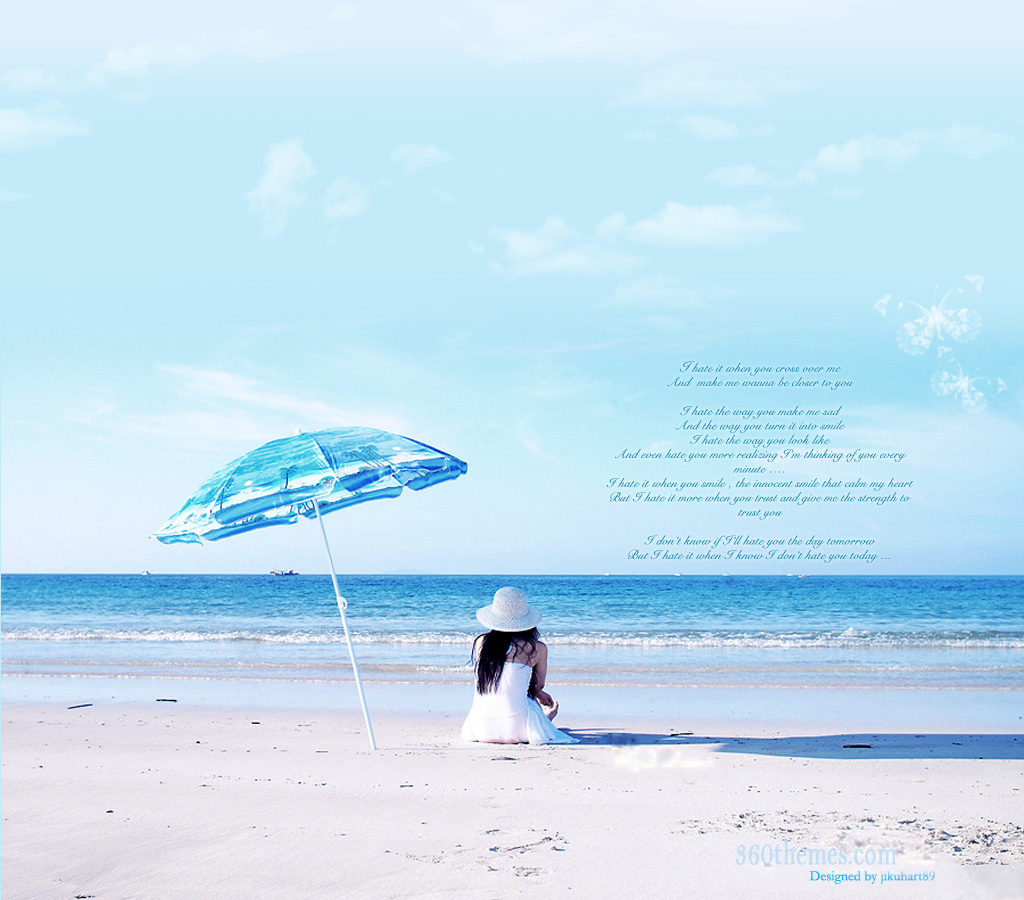 I hate it when you cross over me
And make me wanna be closer to you
I hate the way you make me sad
And the way you turn it into smile
I hate the way you look like
And even hate you more realizing I'm thinking of you every
minute ....
I hate it when you smile , the innocent smile that calm my heart
But I hate it more when you trust and give me the strength to
trust you
I don't know if I'll hate you the day tomorrow
But I hate it when I know I don't hate you today ...
360themes.com
Designed by jikuhart89